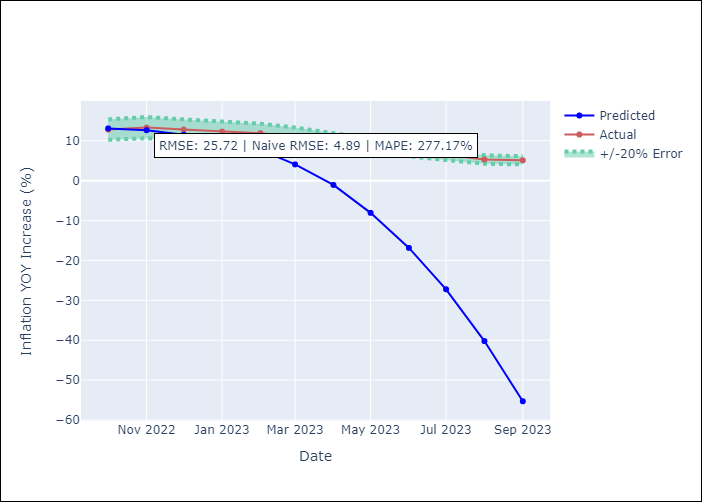 Predicted
Actual
+/-20% Error
RMSE: 25.72 | Naive RMSE: 4.89 | MAPE: 277.17%
Inflation YOY Increase (%)
10
0
−10
−20
−30
−40
−50
−60
Nov 2022
Jan 2023
Mar 2023
May 2023
Jul 2023
Sep 2023
Date